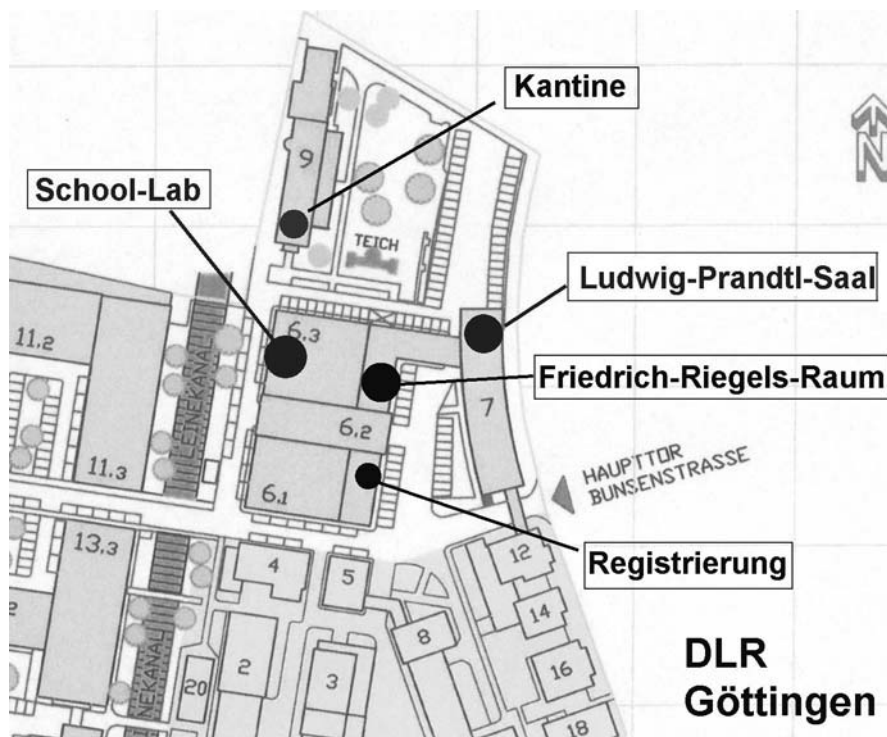 Kantine
N
9
School-Lab
TEICH
Ludwig-Prandtl-Saal
6.3
11.2
Friedrich-Riegels-Raum
LEINEKANAL
7
6.2
11.3
HAUPTTOR
BUNSENSTRASSE
6.1
13.3
12
4
5
Registrierung
14
8
2
3
16
20
NEKANAL
18
DLR
Göttingen